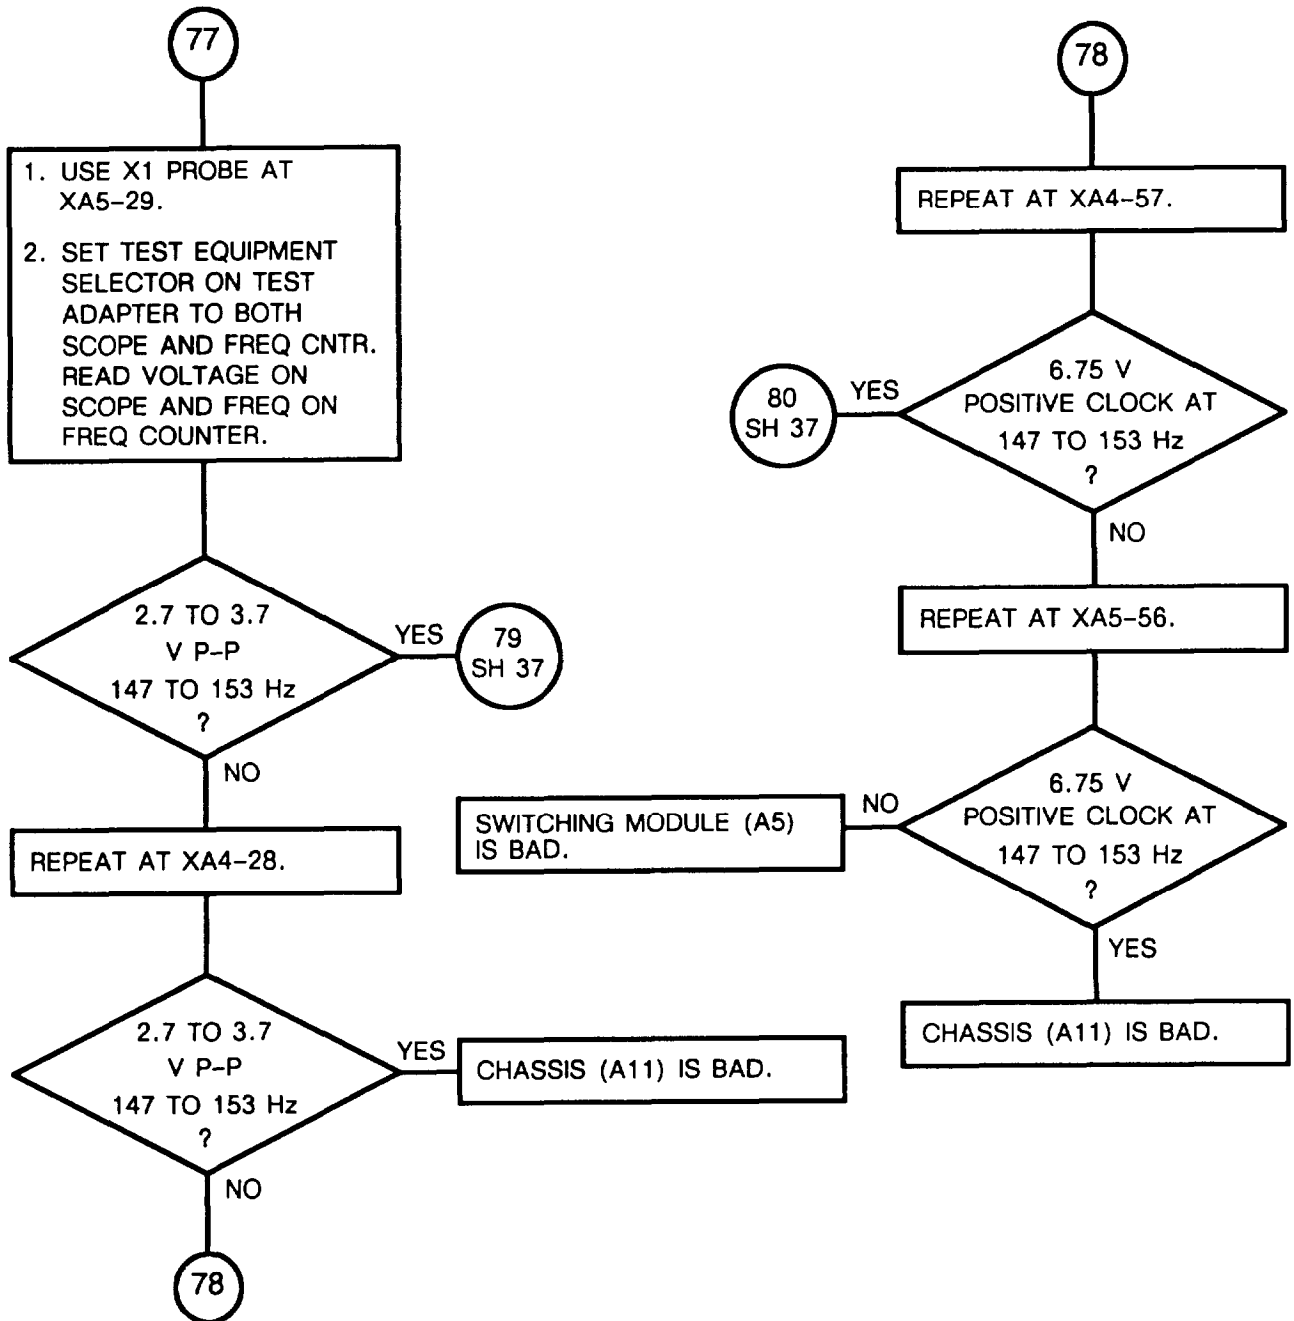 77
1. USE X1 PROBE AT
XA5-29.
2. SET TEST EQUIPMENT
SELECTOR ON TEST
ADAPTER TO BOTH
SCOPE AND FREQ CNTR.
READ VOLTAGE ON
SCOPE AND FREQ ON
FREQ COUNTER.
2.7 TO 3.7
V P-P
147 TO 153 Hz
?
YES
79
SH 37
NO
REPEAT AT XA4-28.
2.7 TO 3.7
V P-P
147 TO 153 Hz
?
YES
CHASSIS (A11) IS BAD.
NO
78
78
REPEAT AT XA4-57.
6.75 V
POSITIVE CLOCK AT
147 TO 153 Hz
?
YES
80
SH 37
NO
REPEAT AT XA5-56.
6.75 V
POSITIVE CLOCK AT
147 TO 153 Hz
?
NO
SWITCHING MODULE (A5)
IS BAD.
YES
CHASSIS (A11) IS BAD.